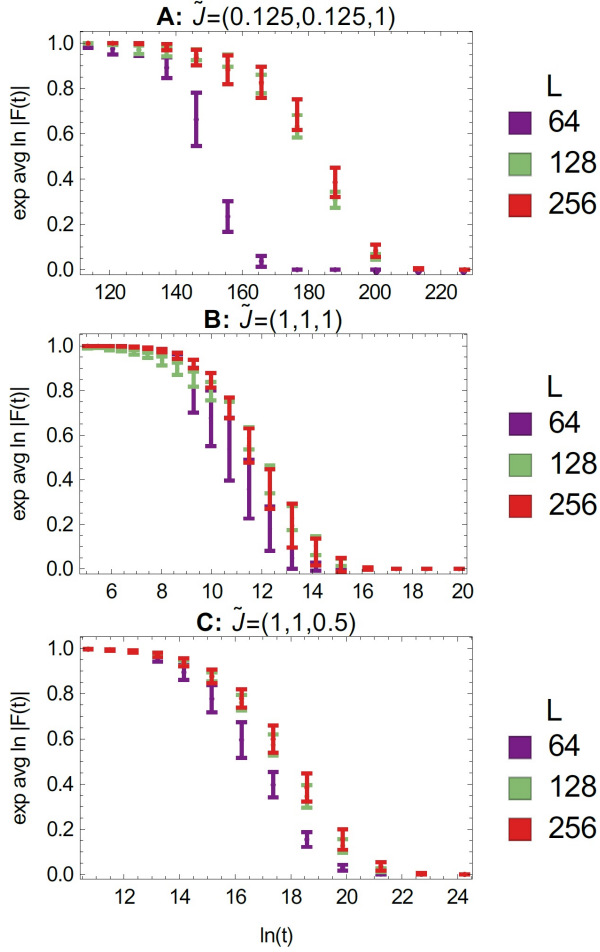 A: J̃=(0.125,0.125,1)
exp avg ln |F(t)|
1.0
0.8
0.6
0.4
0.2
0.0
120 140 160 180 200 220
L
64
128
256
B: J̃=(1,1,1)
exp avg ln |F(t)|
1.0
0.8
0.6
0.4
0.2
0.0
6 8 10 12 14 16 18 20
L
64
128
256
C: J̃=(1,1,0.5)
exp avg ln |F(t)|
1.0
0.8
0.6
0.4
0.2
0.0
12 14 16 18 20 22 24
ln(t)
L
64
128
256